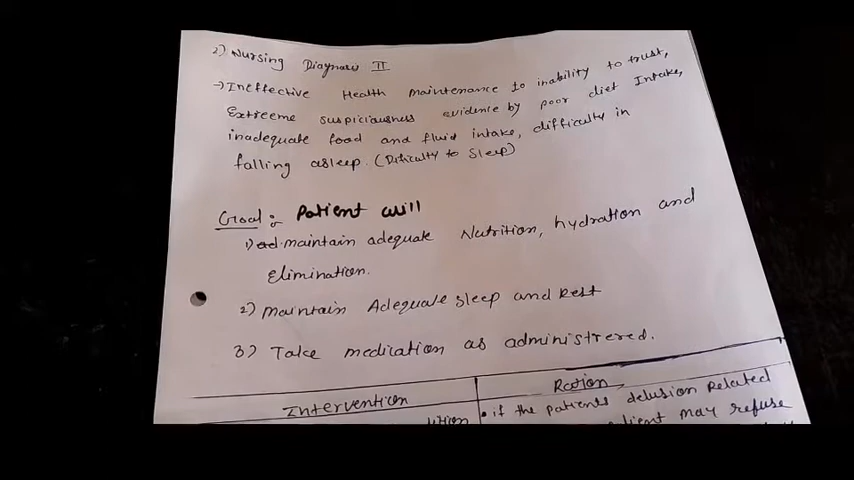 2) Nursing Diagnosis II
→ Ineffective Health maintenance to inability to trust,
Extreeme suspiciousness evidence by poor diet Intake,
inadequate food and fluid intake, difficulty in
falling asleep. (Dificulty to Sleep)
Goal: Patient will
1) maintain adequate Nutrition, hydration and
elimination.
2) maintain Adequate sleep and Rest
3) Take medication as administrered.
Intervention Ration
• if the patients delusion Related
may refuse